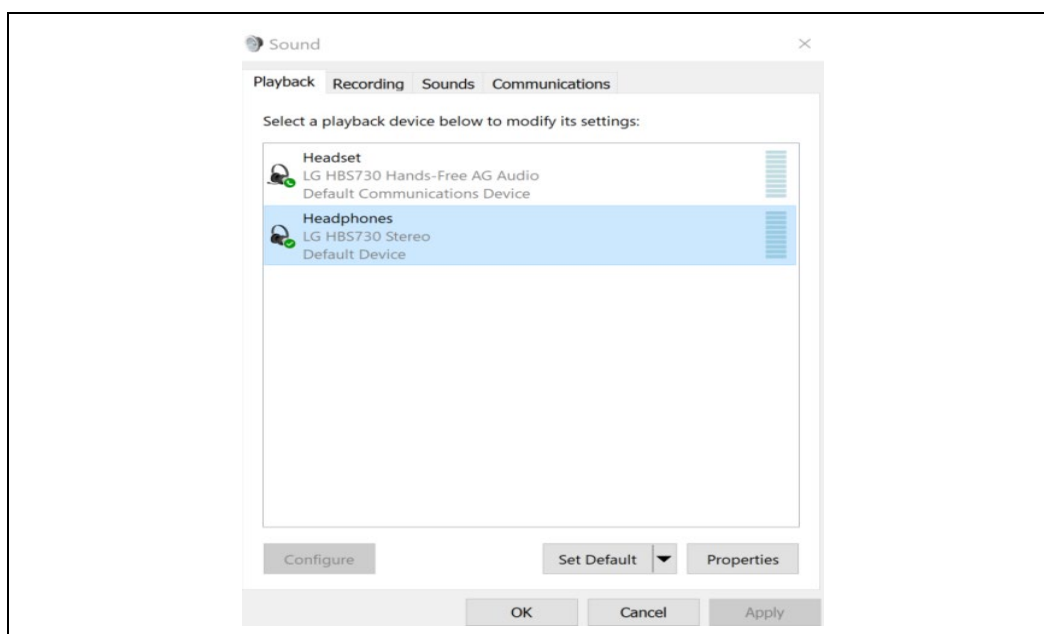 Sound
Playback Recording Sounds Communications
Select a playback device below to modify its settings:
Headset
LG HBS730 Hands-Free AG Audio
Default Communications Device
Headphones
LG HBS730 Stereo
Default Device
Configure Set Default Properties
OK Cancel Apply